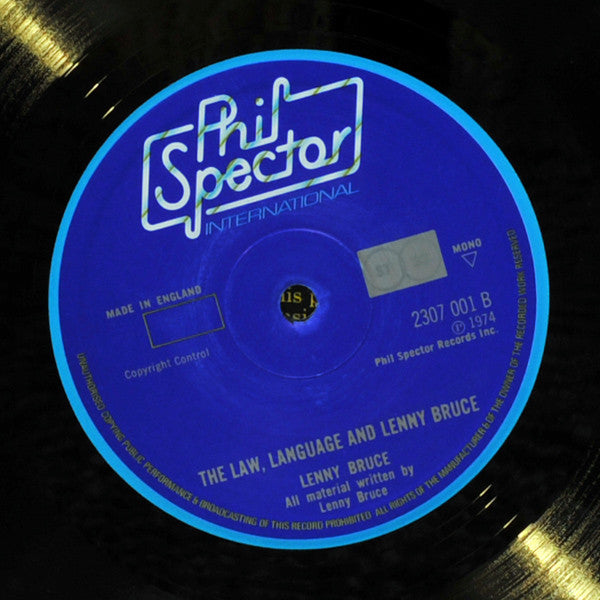 Phil
Spector
INTERNATIONAL
MADE IN ENGLAND
MONO
2307 001 B
℗ 1974
Copyright Control
Phil Spector Records Inc.
THE LAW, LANGUAGE AND LENNY BRUCE
LENNY BRUCE
All material written by
Lenny Bruce
UNAUTHORISED COPYING PUBLIC PERFORMANCE & BROADCASTING OF THIS RECORD PROHIBITED ALL RIGHTS OF THE MANUFACTURER & OF THE OWNER OF THE RECORDED WORK RESERVED